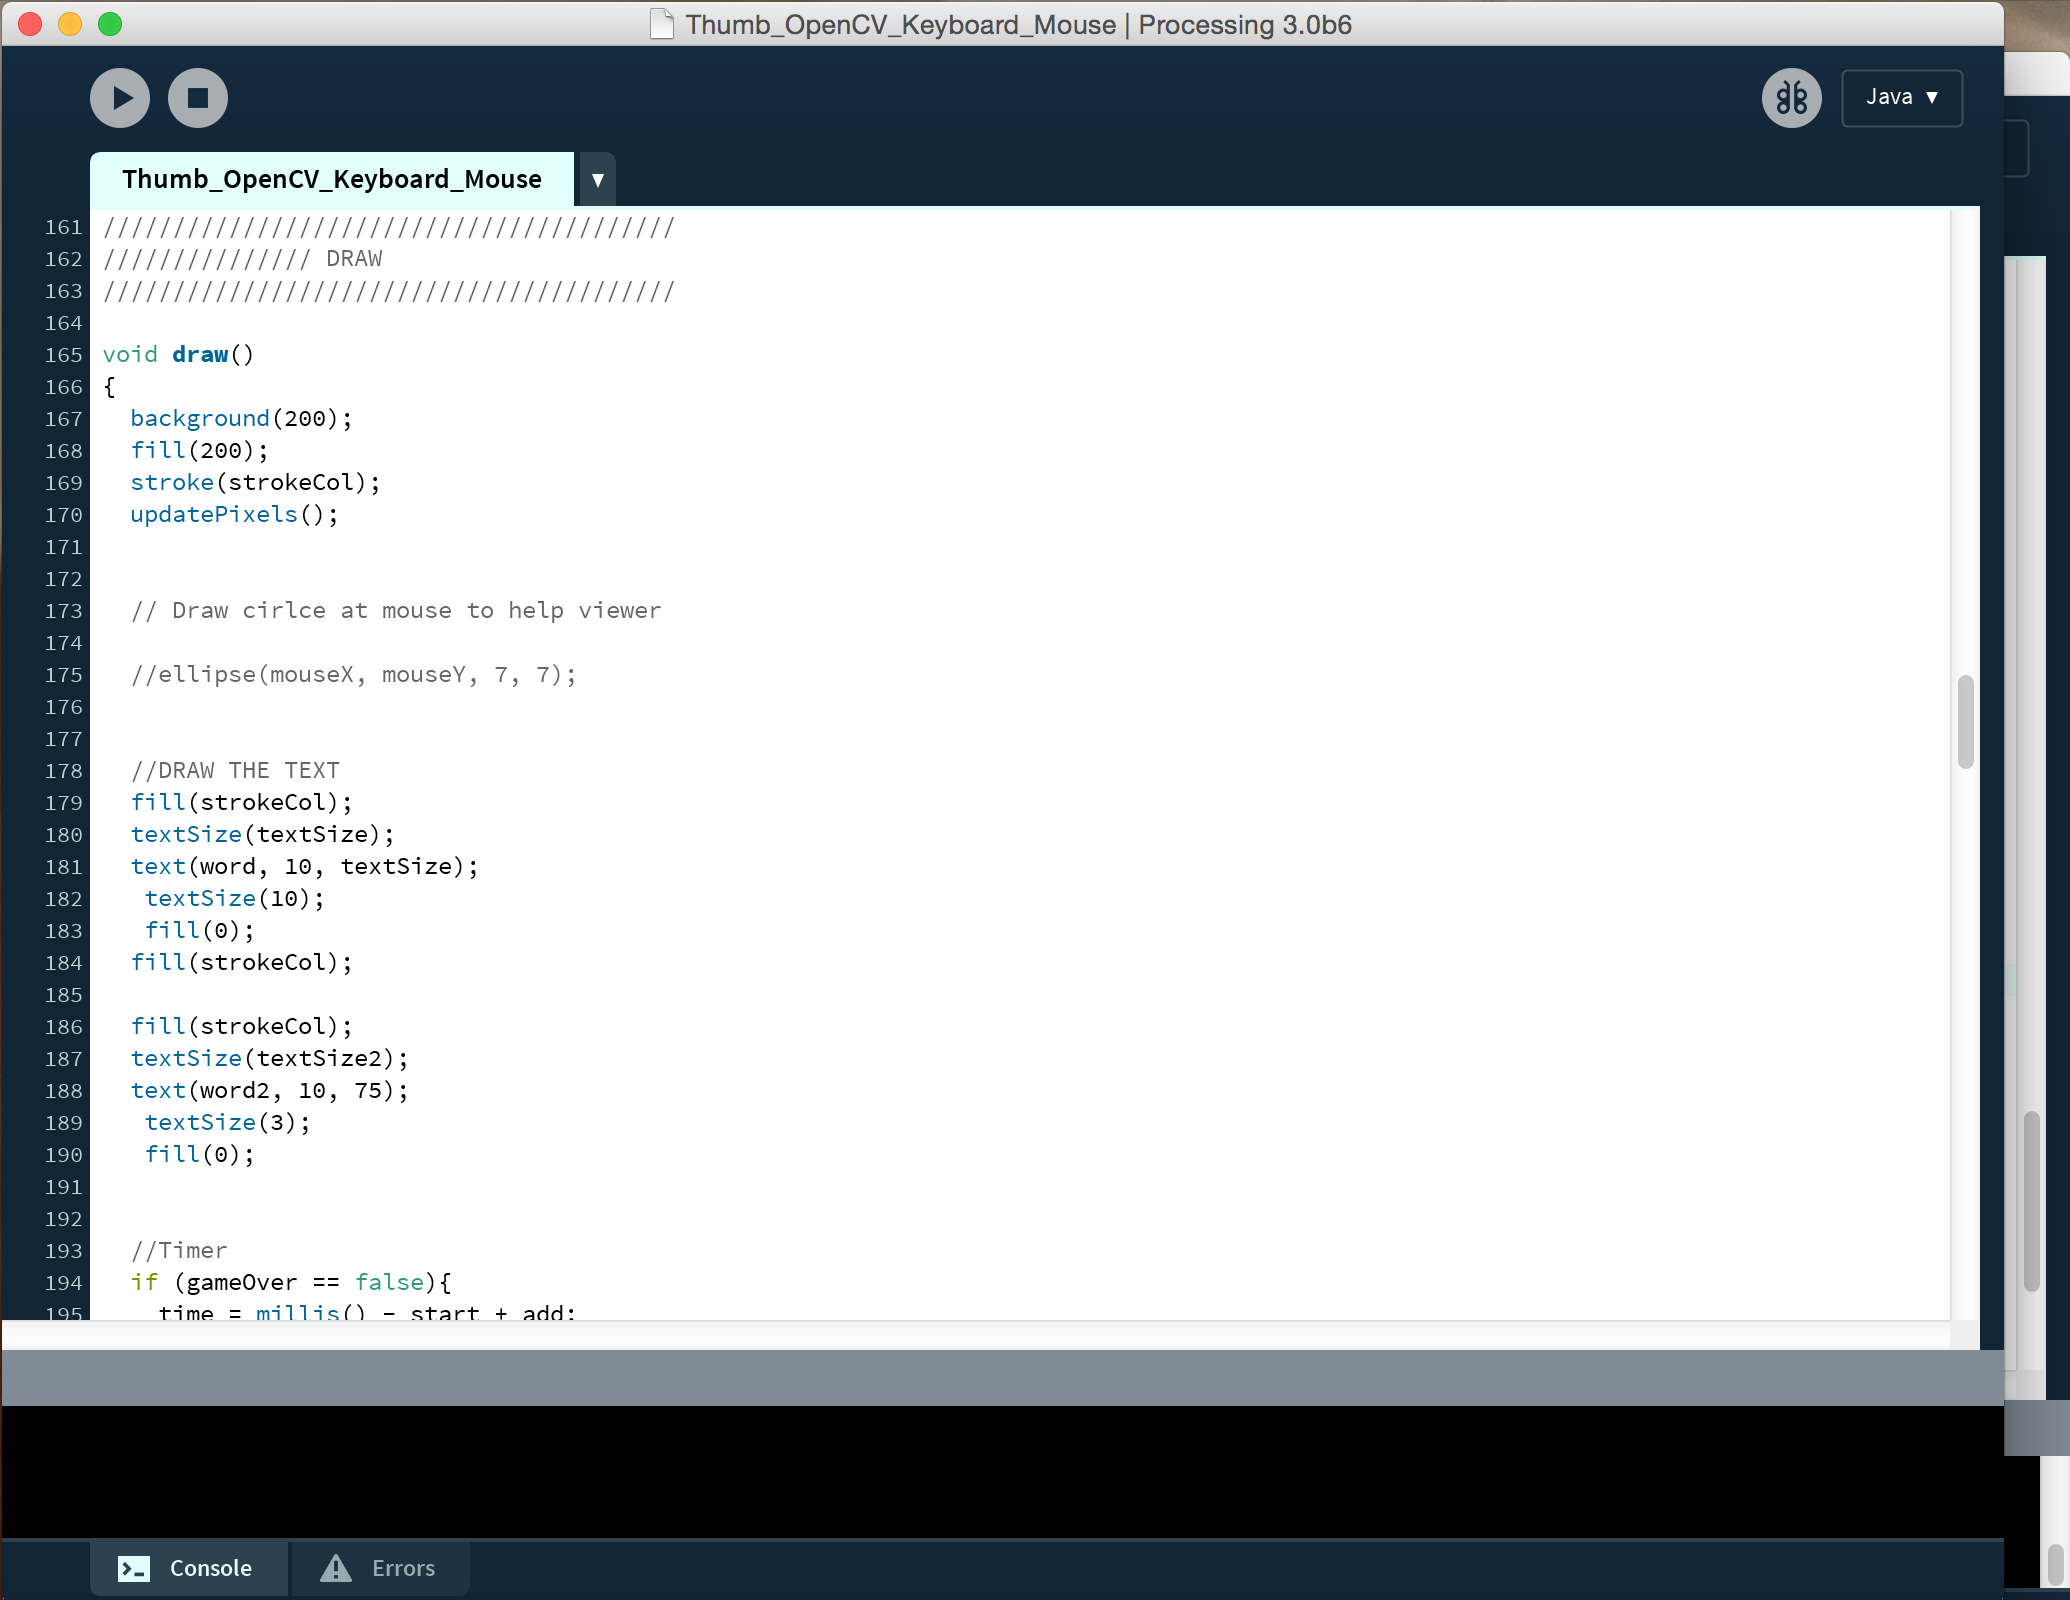 Thumb_OpenCV_Keyboard_Mouse | Processing 3.0b6
Java ▼
Thumb_OpenCV_Keyboard_Mouse ▼
161 /////////////////////////////////////////
162 /////////////// DRAW
163 /////////////////////////////////////////
164
165 void draw()
166 {
167   background(200);
168   fill(200);
169   stroke(strokeCol);
170   updatePixels();
171
172
173   // Draw cirlce at mouse to help viewer
174
175   //ellipse(mouseX, mouseY, 7, 7);
176
177
178   //DRAW THE TEXT
179   fill(strokeCol);
180   textSize(textSize);
181   text(word, 10, textSize);
182    textSize(10);
183    fill(0);
184   fill(strokeCol);
185
186   fill(strokeCol);
187   textSize(textSize2);
188   text(word2, 10, 75);
189    textSize(3);
190    fill(0);
191
192
193   //Timer
194   if (gameOver == false){
195     time = millis() - start + add;
Console
Errors